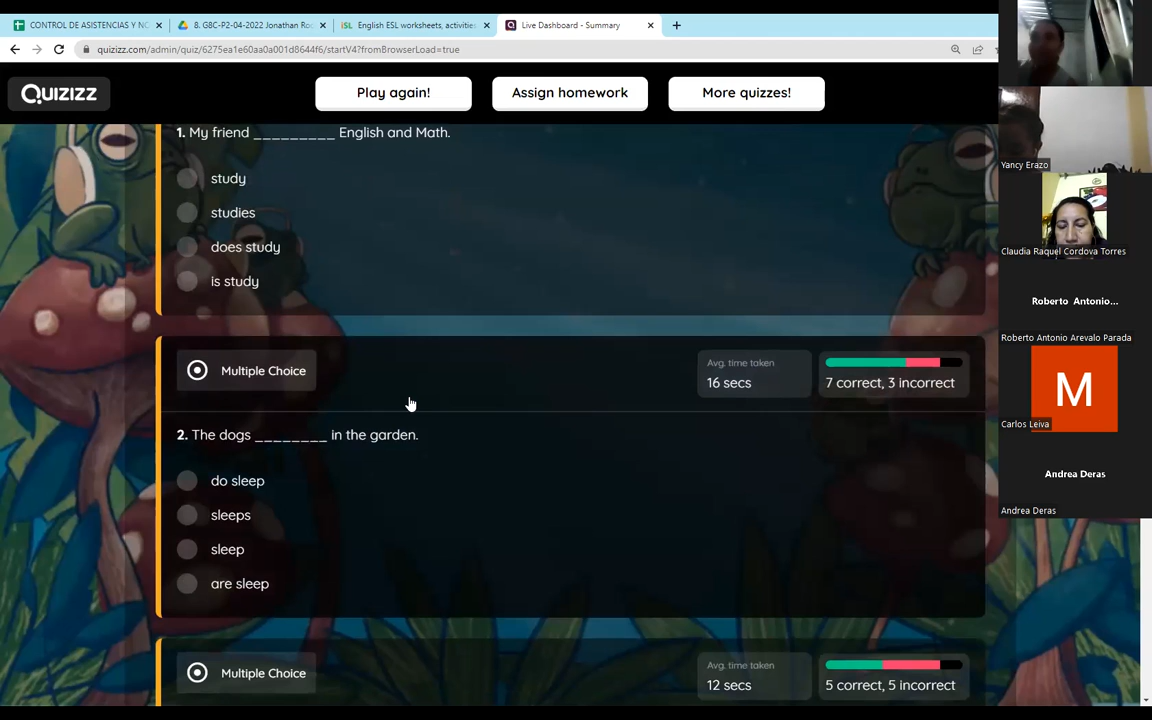 CONTROL DE ASISTENCIAS Y NO
8. G8C-P2-04-2022 Jonathan Roc
iSL English ESL worksheets, activitie
Live Dashboard - Summary
quizizz.com/admin/quiz/6275ea1e60aa0a001d8644f6/startV4?fromBrowserLoad=true
QUIZIZZ
Play again!
Assign homework
More quizzes!
1. My friend _________ English and Math.
study
studies
does study
is study
Multiple Choice
Avg. time taken
16 secs
7 correct, 3 incorrect
2. The dogs ________ in the garden.
do sleep
sleeps
sleep
are sleep
Multiple Choice
Avg. time taken
12 secs
5 correct, 5 incorrect
Yancy Erazo
Claudia Raquel Cordova Torres
Roberto Antonio...
Roberto Antonio Arevalo Parada
M
Carlos Leiva
Andrea Deras
Andrea Deras